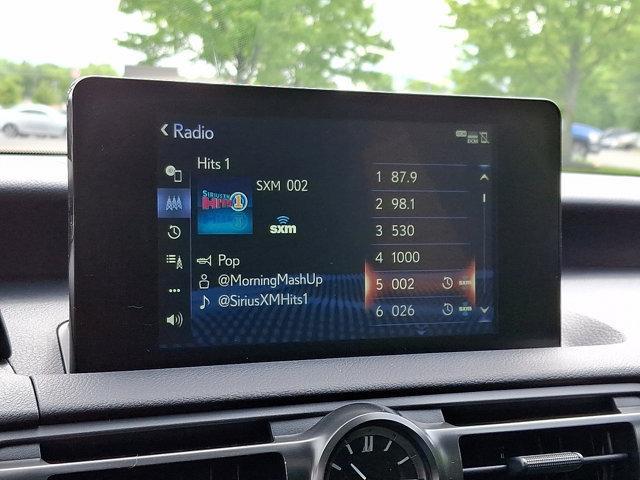 Radio
DCM
Hits 1
SiriusXM
Hits 1
SXM 002
sxm
Pop
@MorningMashUp
@SiriusXMHits1
1 87.9
2 98.1
3 530
4 1000
5 002 sxm
6 026 sxm